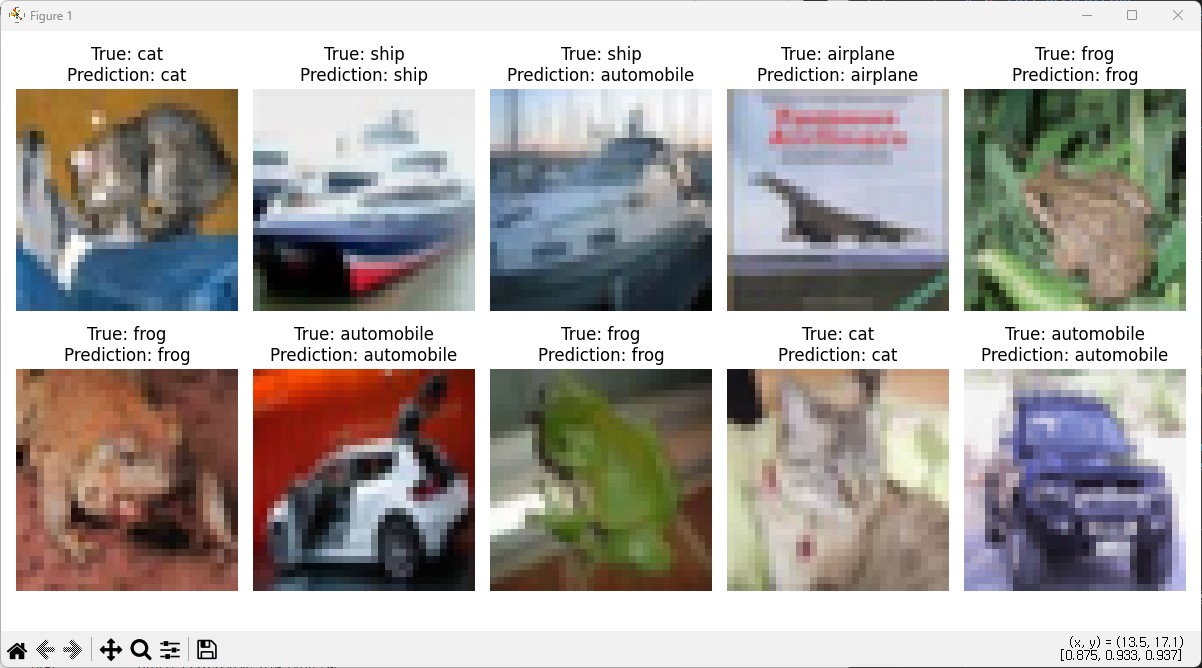 Figure 1
True: cat
Prediction: cat
True: ship
Prediction: ship
True: ship
Prediction: automobile
True: airplane
Prediction: airplane
True: frog
Prediction: frog
True: frog
Prediction: frog
True: automobile
Prediction: automobile
True: frog
Prediction: frog
True: cat
Prediction: cat
True: automobile
Prediction: automobile
(x, y) = (13.5, 17.1)
[0.875, 0.933, 0.937]